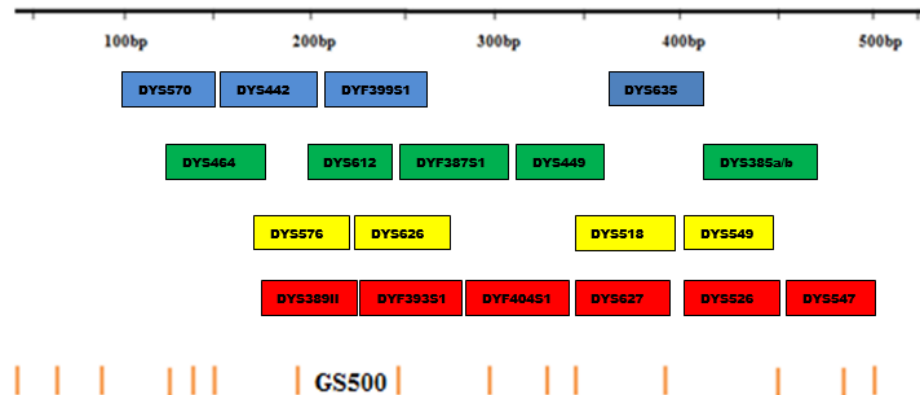 100bp 200bp 300bp 400bp 500bp
DYS570 DYS442 DYF399S1 DYS635
DYS464 DYS612 DYF387S1 DYS449 DYS385a/b
DYS576 DYS626 DYS518 DYS549
DYS389II DYF393S1 DYF404S1 DYS627 DYS526 DYS547
GS500